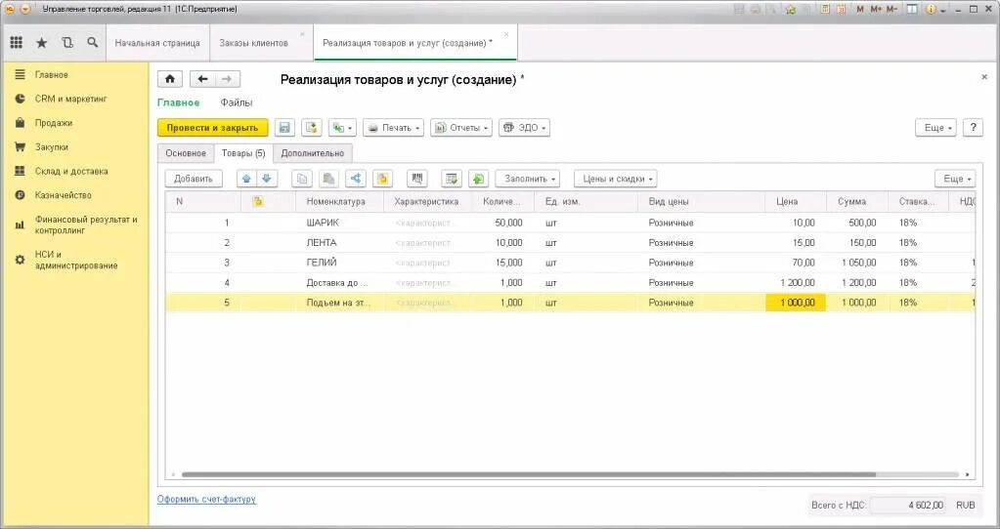 Управление торговлей, редакция 11 (1С:Предприятие)
M M+ M-
Начальная страница
Заказы клиентов
Реализация товаров и услуг (создание) *
Главное
CRM и маркетинг
Продажи
Закупки
Склад и доставка
Казначейство
Финансовый результат и
контроллинг
НСИ и
администрирование
Реализация товаров и услуг (создание) *
Главное Файлы
Провести и закрыть Печать Отчеты ЭДО Еще ?
Основное Товары (5) Дополнительно
Добавить Заполнить Цены и скидки Еще
N Номенклатура Характеристика Количе... Ед. изм. Вид цены Цена Сумма Ставка... НДС
1 ШАРИК <характерист... 50,000 шт Розничные 10,00 500,00 18%
2 ЛЕНТА <характерист... 10,000 шт Розничные 15,00 150,00 18%
3 ГЕЛИЙ <характерист... 15,000 шт Розничные 70,00 1 050,00 18% 1
4 Доставка до ... <характерист... 1,000 шт Розничные 1 200,00 1 200,00 18% 2
5 Подъем на эт... <характерист... 1,000 шт Розничные 1 000,00 1 000,00 18% 1
Оформить счет-фактуру
Всего с НДС: 4 602,00 RUB